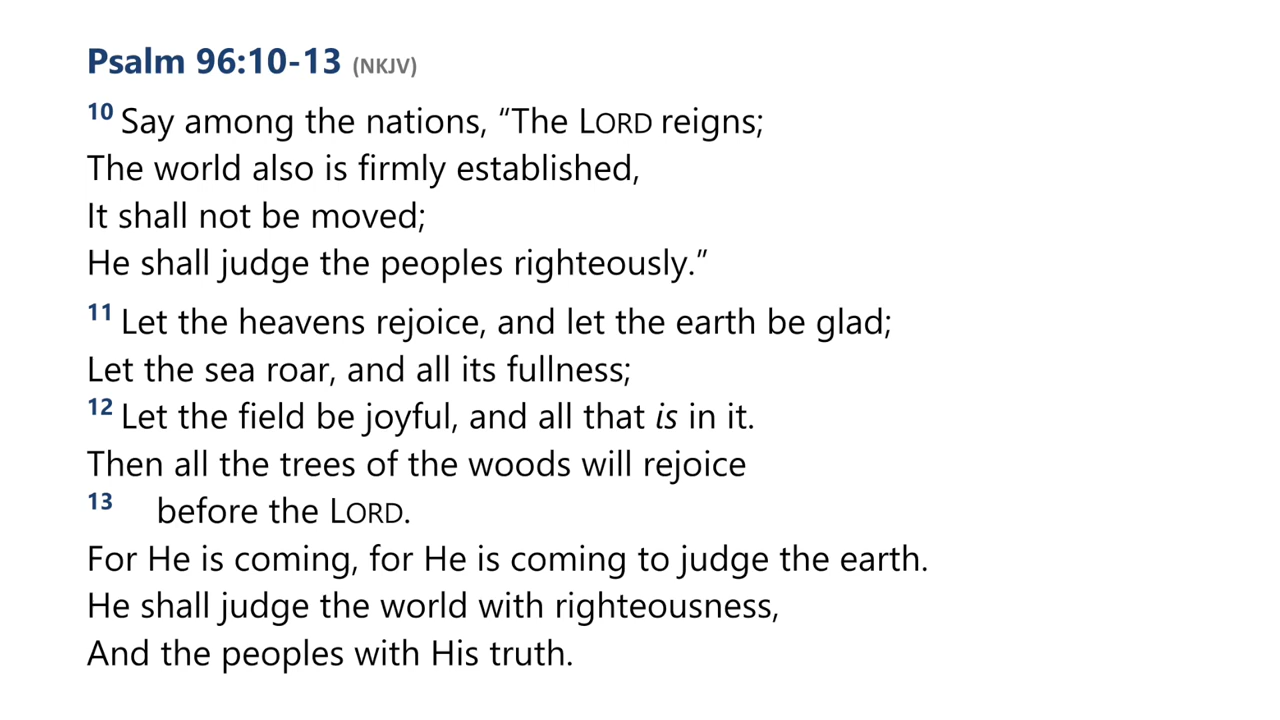 Psalm 96:10-13 (NKJV)
10 Say among the nations, “The LORD reigns;
The world also is firmly established,
It shall not be moved;
He shall judge the peoples righteously.”
11 Let the heavens rejoice, and let the earth be glad;
Let the sea roar, and all its fullness;
12 Let the field be joyful, and all that is in it.
Then all the trees of the woods will rejoice
13 before the LORD.
For He is coming, for He is coming to judge the earth.
He shall judge the world with righteousness,
And the peoples with His truth.